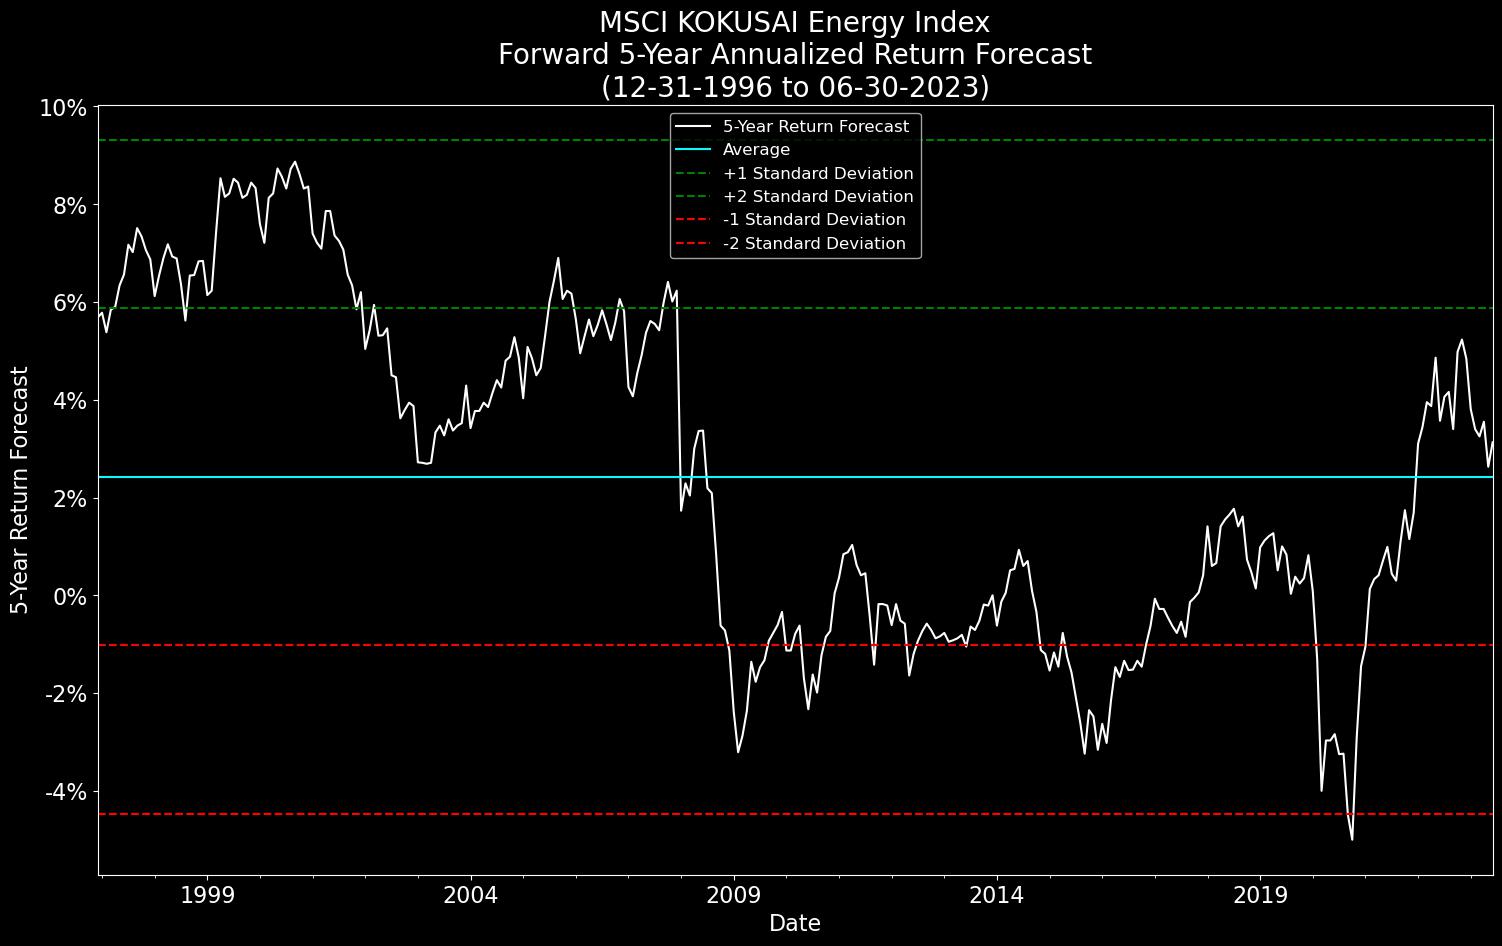 MSCI KOKUSAI Energy Index
Forward 5-Year Annualized Return Forecast
(12-31-1996 to 06-30-2023)
10%
8%
6%
4%
2%
0%
-2%
-4%
5-Year Return Forecast
5-Year Return Forecast
Average
+1 Standard Deviation
+2 Standard Deviation
-1 Standard Deviation
-2 Standard Deviation
1999
2004
2009
2014
2019
Date